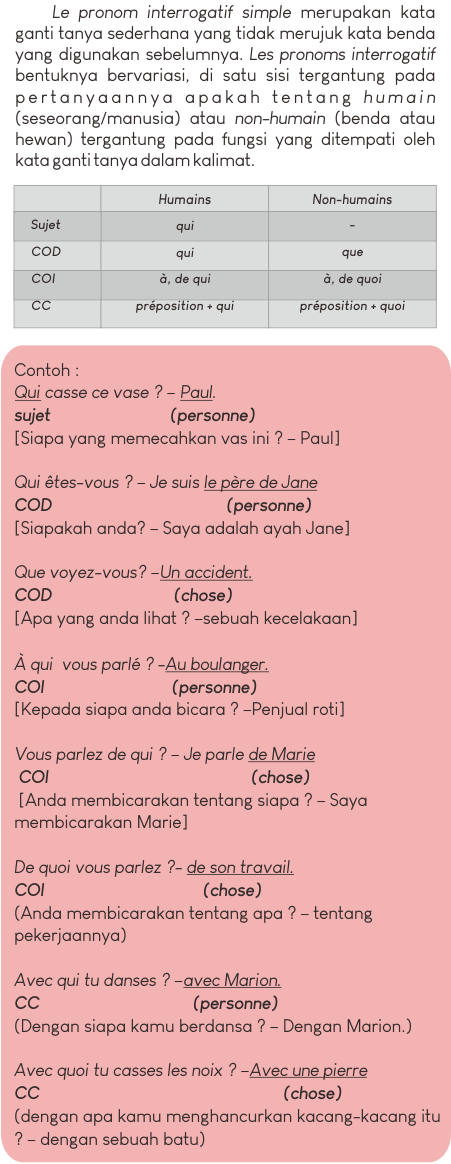 Le pronom interrogatif simple merupakan kata
ganti tanya sederhana yang tidak merujuk kata benda
yang digunakan sebelumnya. Les pronoms interrogatif
bentuknya bervariasi, di satu sisi tergantung pada
pertanyaannya apakah tentang humain
(seseorang/manusia) atau non-humain (benda atau
hewan) tergantung pada fungsi yang ditempati oleh
kata ganti tanya dalam kalimat.
Humains Non-humains
Sujet qui -
COD qui que
COI à, de qui à, de quoi
CC préposition + qui préposition + quoi
Contoh :
Qui casse ce vase ? – Paul.
sujet (personne)
[Siapa yang memecahkan vas ini ? – Paul]
Qui êtes-vous ? – Je suis le père de Jane
COD (personne)
[Siapakah anda? – Saya adalah ayah Jane]
Que voyez-vous? –Un accident.
COD (chose)
[Apa yang anda lihat ? –sebuah kecelakaan]
À qui vous parlé ? -Au boulanger.
COI (personne)
[Kepada siapa anda bicara ? –Penjual roti]
Vous parlez de qui ? – Je parle de Marie
COI (chose)
[Anda membicarakan tentang siapa ? – Saya
membicarakan Marie]
De quoi vous parlez ?- de son travail.
COI (chose)
(Anda membicarakan tentang apa ? – tentang
pekerjaannya)
Avec qui tu danses ? –avec Marion.
CC (personne)
(Dengan siapa kamu berdansa ? – Dengan Marion.)
Avec quoi tu casses les noix ? –Avec une pierre
CC (chose)
(dengan apa kamu menghancurkan kacang-kacang itu
? – dengan sebuah batu)